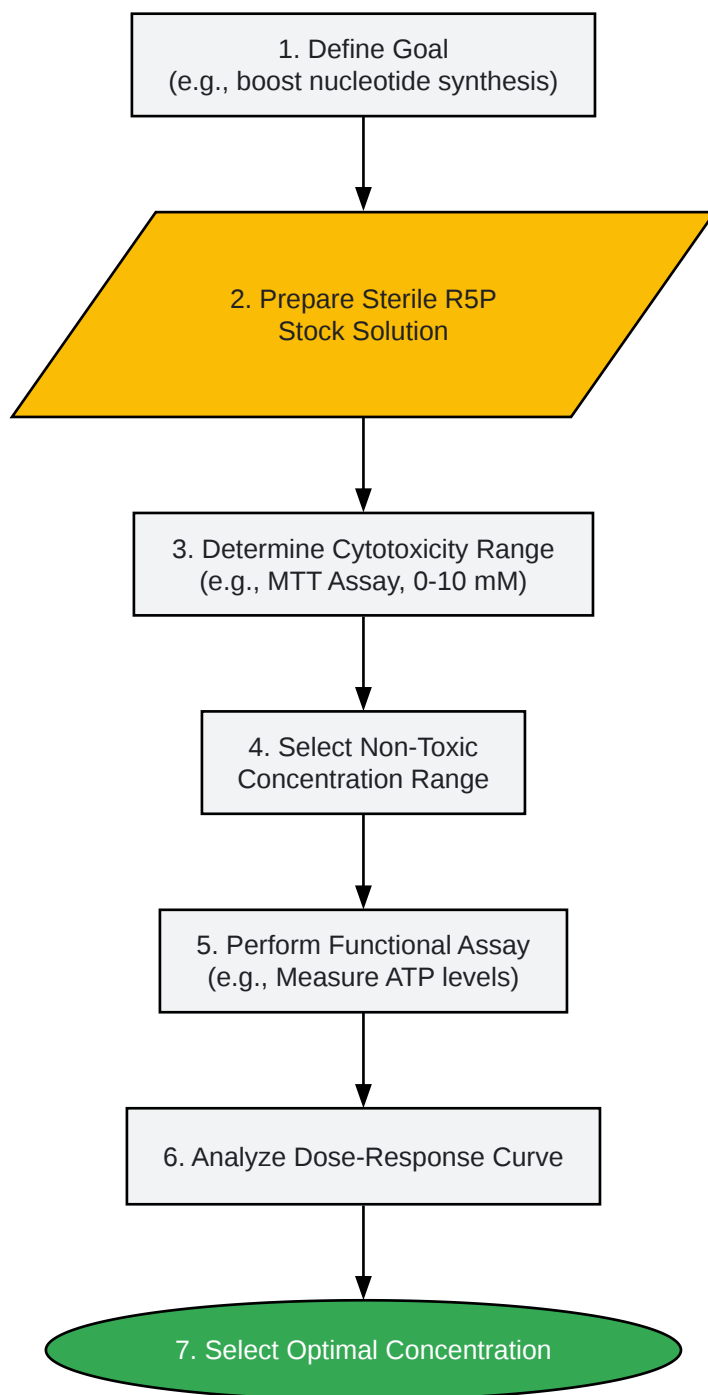 1. Define Goal
(e.g., boost nucleotide synthesis)
2. Prepare Sterile R5P
Stock Solution
3. Determine Cytotoxicity Range
(e.g., MTT Assay, 0-10 mM)
4. Select Non-Toxic
Concentration Range
5. Perform Functional Assay
(e.g., Measure ATP levels)
6. Analyze Dose-Response Curve
7. Select Optimal Concentration